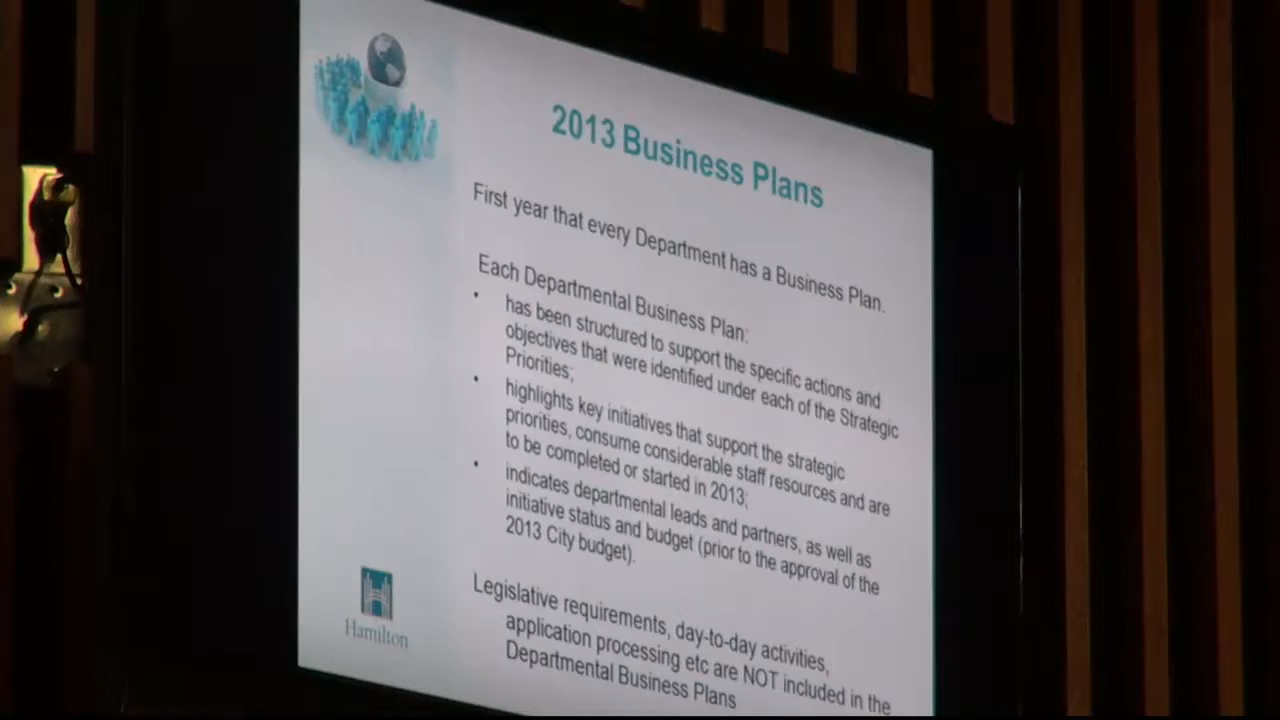 2013 Business Plans
First year that every Department has a Business Plan.
Each Departmental Business Plan:
• has been structured to support the specific actions and
objectives that were identified under each of the Strategic
Priorities;
• highlights key initiatives that support the strategic
priorities, consume considerable staff resources and are
to be completed or started in 2013;
• indicates departmental leads and partners, as well as
initiative status and budget (prior to the approval of the
2013 City budget).
Legislative requirements, day-to-day activities,
application processing etc are NOT included in the
Departmental Business Plans
Hamilton